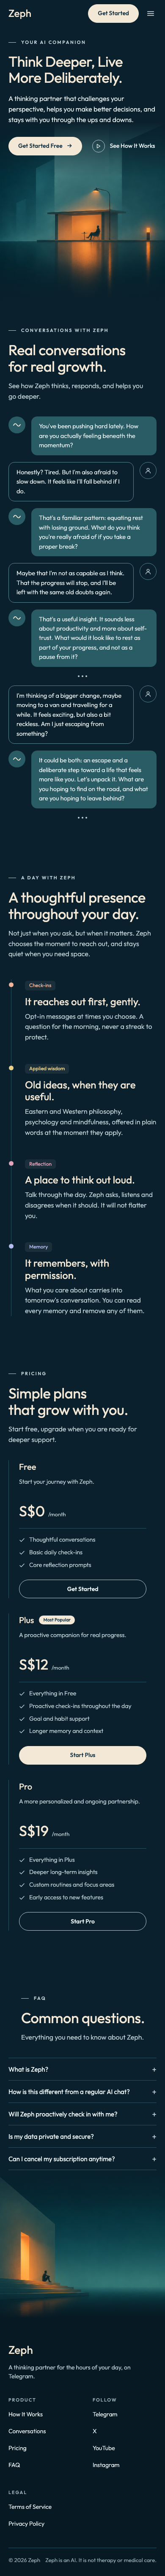 Zeph
Get Started
YOUR AI COMPANION
Think Deeper, Live
More Deliberately.
A thinking partner that challenges your
perspective, helps you make better decisions, and
stays with you through the ups and downs.
Get Started Free →
See How It Works
CONVERSATIONS WITH ZEPH
Real conversations
for real growth.
See how Zeph thinks, responds, and helps you
go deeper.
You've been pushing hard lately. How
are you actually feeling beneath the
momentum?
Honestly? Tired. But I'm also afraid to
slow down. It feels like I'll fall behind if I
do.
That's a familiar pattern: equating rest
with losing ground. What do you think
you're really afraid of if you take a
proper break?
Maybe that I'm not as capable as I think.
That the progress will stop, and I'll be
left with the same old doubts again.
That's a useful insight. It sounds less
about productivity and more about self-
trust. What would it look like to rest as
part of your progress, and not as a
pause from it?
I'm thinking of a bigger change, maybe
moving to a van and traveling for a
while. It feels exciting, but also a bit
reckless. Am I just escaping from
something?
It could be both: an escape and a
deliberate step toward a life that feels
more like you. Let's unpack it. What are
you hoping to find on the road, and what
are you hoping to leave behind?
A DAY WITH ZEPH
A thoughtful presence
throughout your day.
Not just when you ask, but when it matters. Zeph
chooses the moment to reach out, and stays
quiet when you need space.
Check-ins
It reaches out first, gently.
Opt-in messages at times you choose. A
question for the morning, never a streak to
protect.
Applied wisdom
Old ideas, when they are
useful.
Eastern and Western philosophy,
psychology and mindfulness, offered in plain
words at the moment they apply.
Reflection
A place to think out loud.
Talk through the day. Zeph asks, listens and
disagrees when it should. It will not flatter
you.
Memory
It remembers, with
permission.
What you care about carries into
tomorrow's conversation. You can read
every memory and remove any of them.
PRICING
Simple plans
that grow with you.
Start free, upgrade when you are ready for
deeper support.
Free
Start your journey with Zeph.
S$0 /month
Thoughtful conversations
Basic daily check-ins
Core reflection prompts
Get Started
Plus Most Popular
A proactive companion for real progress.
S$12 /month
Everything in Free
Proactive check-ins throughout the day
Goal and habit support
Longer memory and context
Start Plus
Pro
A more personalized and ongoing partnership.
S$19 /month
Everything in Plus
Deeper long-term insights
Custom routines and focus areas
Early access to new features
Start Pro
FAQ
Common questions.
Everything you need to know about Zeph.
What is Zeph? +
How is this different from a regular AI chat? +
Will Zeph proactively check in with me? +
Is my data private and secure? +
Can I cancel my subscription anytime? +
Zeph
A thinking partner for the hours of your day, on
Telegram.
PRODUCT
How It Works
Conversations
Pricing
FAQ
FOLLOW
Telegram
X
YouTube
Instagram
LEGAL
Terms of Service
Privacy Policy
© 2026 Zeph
Zeph is an AI. It is not therapy or medical care.